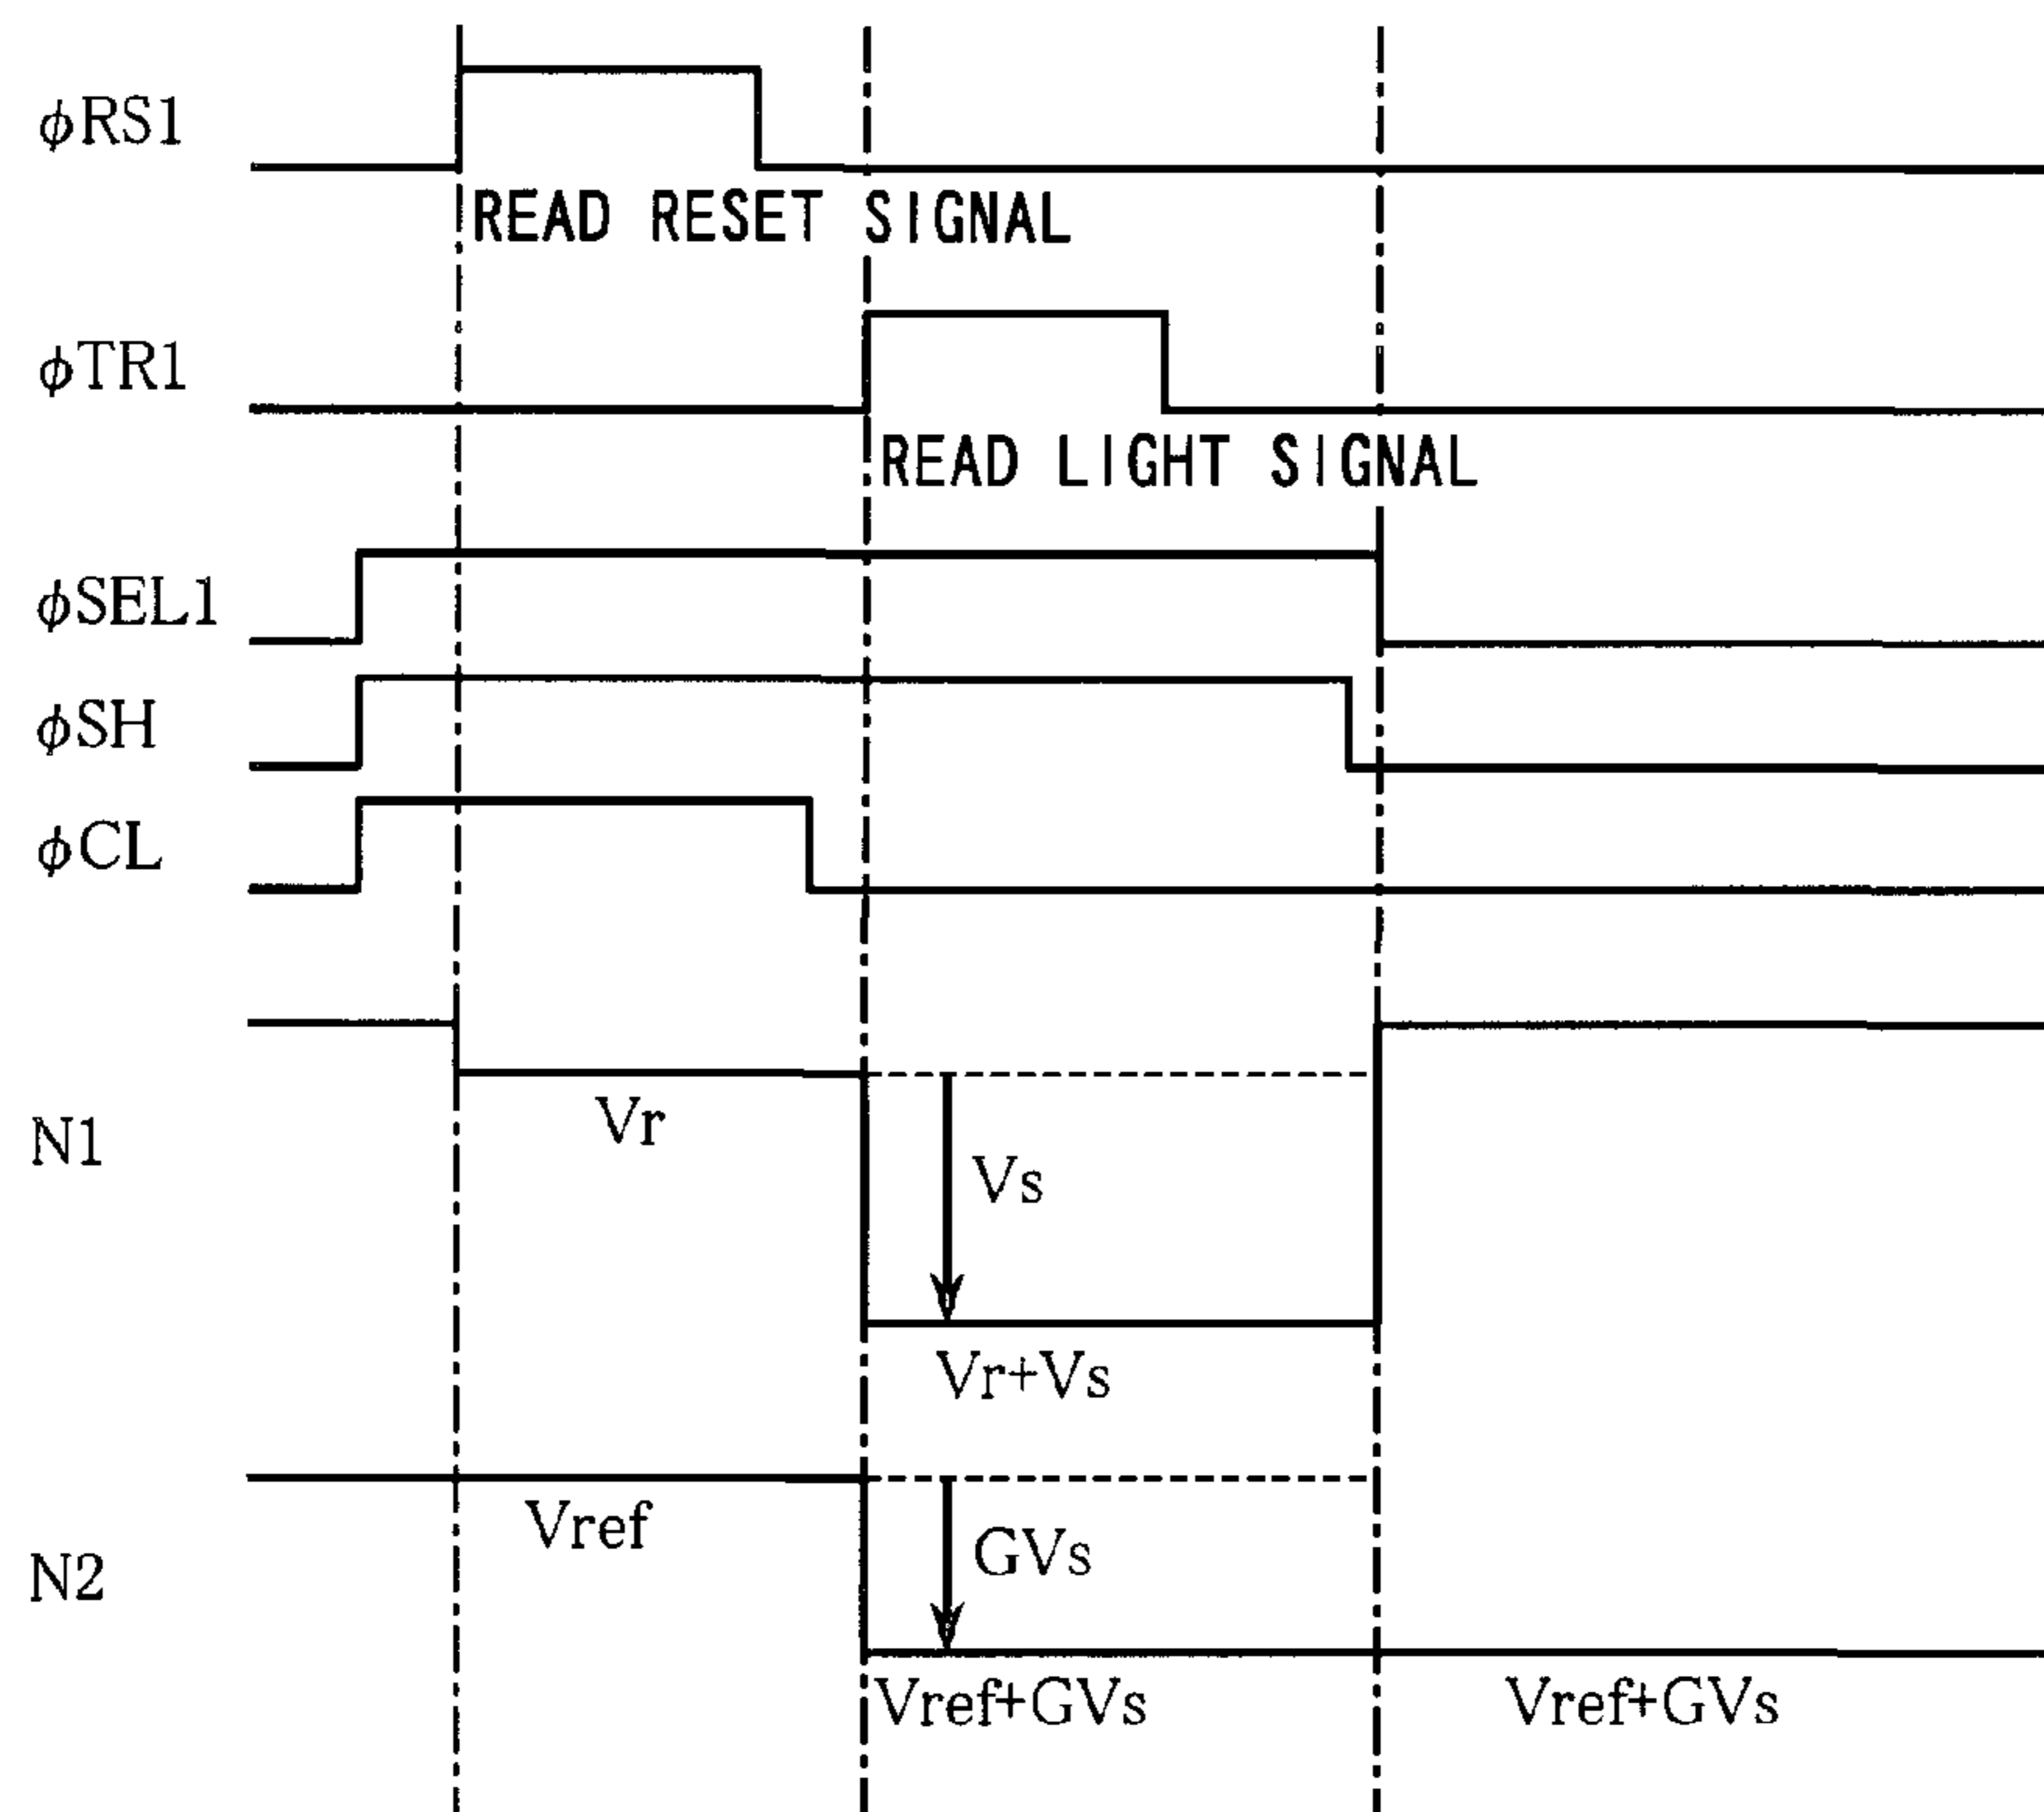 ϕRS1
READ RESET SIGNAL
ϕTR1
READ LIGHT SIGNAL
ϕSEL1
ϕSH
ϕCL
N1
Vr
Vs
Vr+Vs
N2
Vref
GVs
Vref+GVs
Vref+GVs